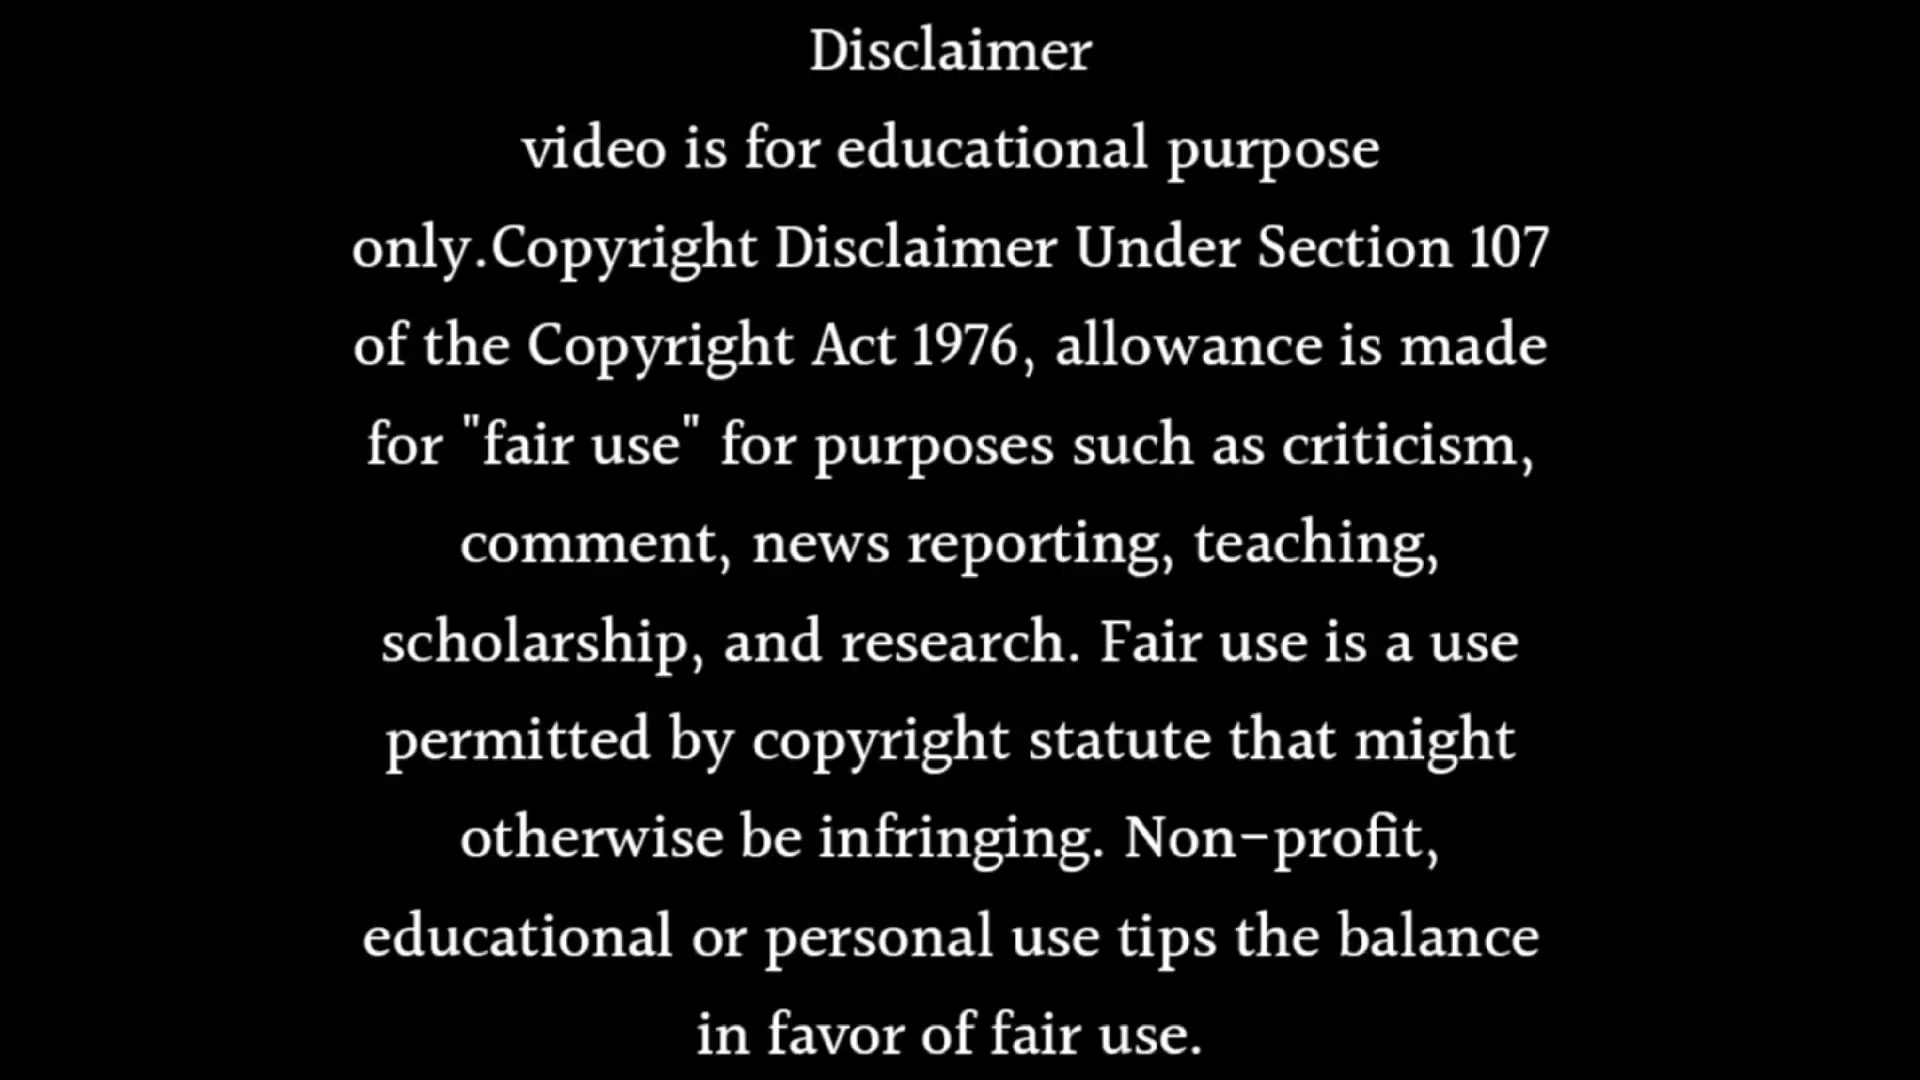 Disclaimer
video is for educational purpose
only.Copyright Disclaimer Under Section 107
of the Copyright Act 1976, allowance is made
for "fair use" for purposes such as criticism,
comment, news reporting, teaching,
scholarship, and research. Fair use is a use
permitted by copyright statute that might
otherwise be infringing. Non-profit,
educational or personal use tips the balance
in favor of fair use.